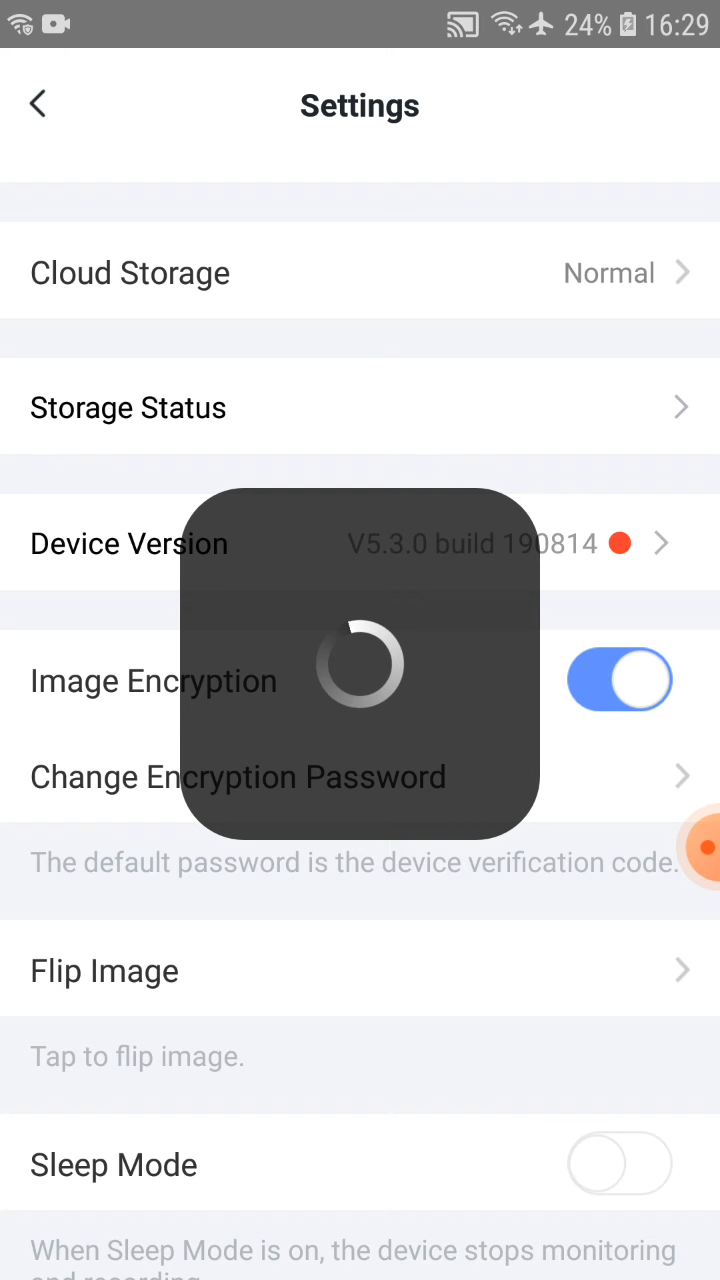 24% 16:29
Settings
Cloud Storage Normal
Storage Status
Device Version V5.3.0 build 190814
Image Encryption
Change Encryption Password
The default password is the device verification code.
Flip Image
Tap to flip image.
Sleep Mode
When Sleep Mode is on, the device stops monitoring
and recording.